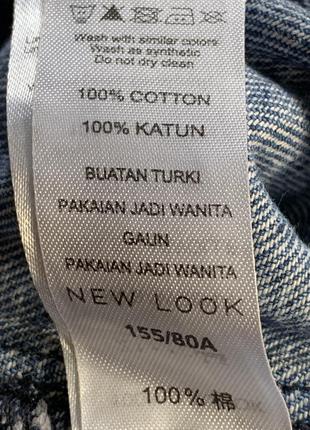 Wash with similar colors
Wash as synthetic
Do not dry clean
100% COTTON
100% KATUN
BUATAN TURKI
PAKAIAN JADI WANITA
GAUN
PAKAIAN JADI WANITA
NEW LOOK
155/80A
100% 棉